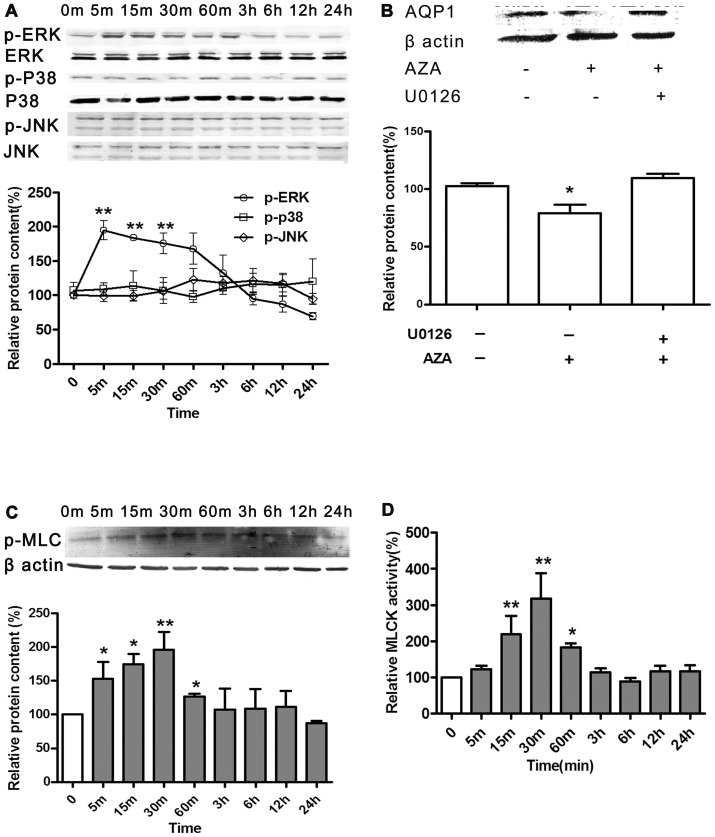 A
0m 5m 15m 30m 60m 3h 6h 12h 24h
p-ERK
ERK
p-P38
P38
p-JNK
JNK
Relative protein content(%)
250
200
150
100
50
0
** ** **
p-ERK
p-p38
p-JNK
0 5m 15m 30m 60m 3h 6h 12h 24h
Time
B
AQP1
β actin
AZA - + +
U0126 - - +
Relative protein content(%)
150
100
50
0
*
U0126 – – +
AZA – + +
C
0m 5m 15m 30m 60m 3h 6h 12h 24h
p-MLC
β actin
Relative protein content (%)
250
200
150
100
50
0
* * ** *
0 5m 15m 30m 60m 3h 6h 12h 24h
Time
D
Relative MLCK activity(%)
500
400
300
200
100
0
** ** *
0 5m 15m 30m 60m 3h 6h 12h 24h
Time(min)